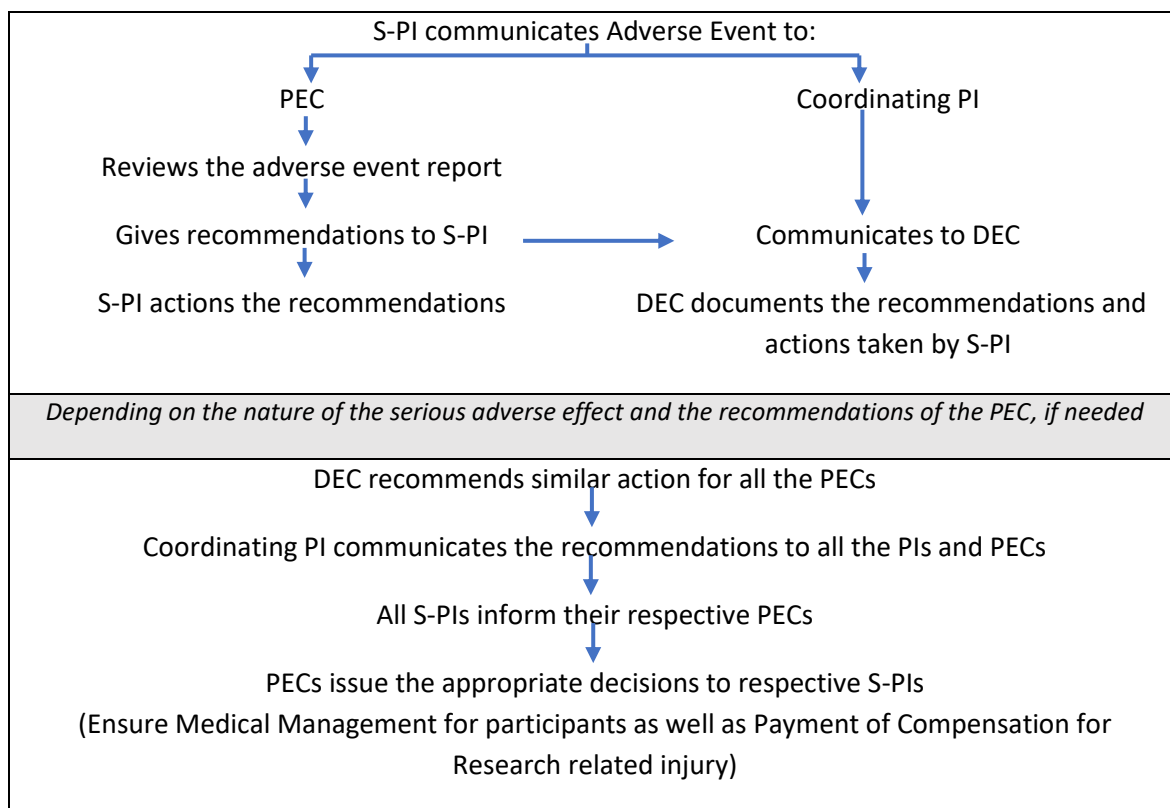 S-PI communicates Adverse Event to:
PEC
Coordinating PI
Reviews the adverse event report
Gives recommendations to S-PI
Communicates to DEC
S-PI actions the recommendations
DEC documents the recommendations and
actions taken by S-PI
Depending on the nature of the serious adverse effect and the recommendations of the PEC, if needed
DEC recommends similar action for all the PECs
Coordinating PI communicates the recommendations to all the PIs and PECs
All S-PIs inform their respective PECs
PECs issue the appropriate decisions to respective S-PIs
(Ensure Medical Management for participants as well as Payment of Compensation for
Research related injury)